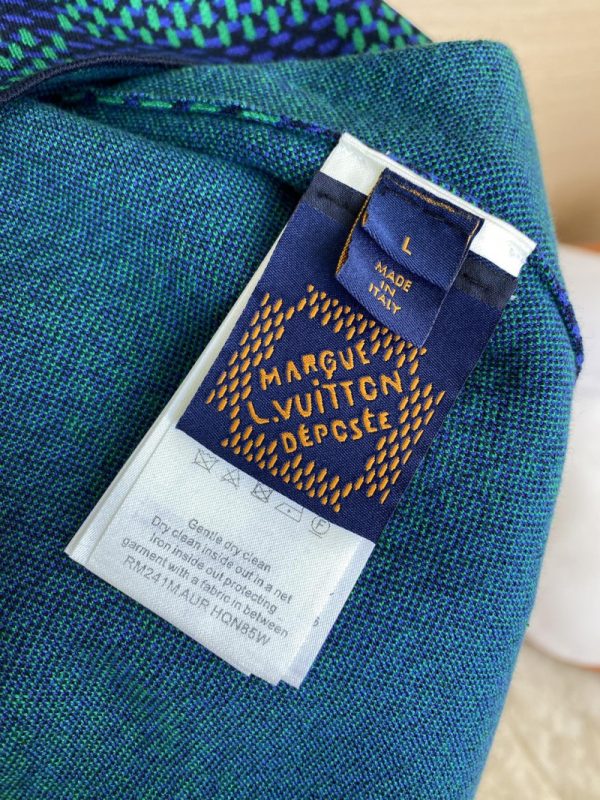 L
MADE
IN
ITALY
MARQUE
L.VUITTON
DÉPOSÉE
F
Gentle dry clean
Dry clean inside out in a net
Iron inside out protecting
garment with a fabric in between
RM241M AUR HQN85W